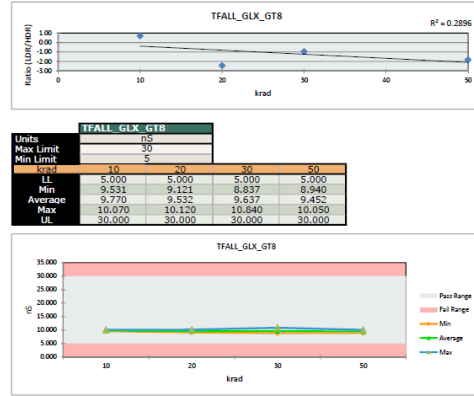 TFALL_GLX_GT8
R² = 0.2896
Ratio (LDR/HDR)
1.00
0.00
-1.00
-2.00
-3.00
0 10 20 30 40 50
krad
TFALL_GLX_GT8
Units nS
Max Limit 30
Min Limit 5
krad 10 20 30 50
LL 5.000 5.000 5.000 5.000
Min 9.531 9.121 8.837 8.940
Average 9.770 9.532 9.637 9.452
Max 10.070 10.120 10.840 10.050
UL 30.000 30.000 30.000 30.000
TFALL_GLX_GT8
nS
35.000
30.000
25.000
20.000
15.000
10.000
5.000
0.000
10 20 30 50
krad
Pass Range
Fail Range
Min
Average
Max